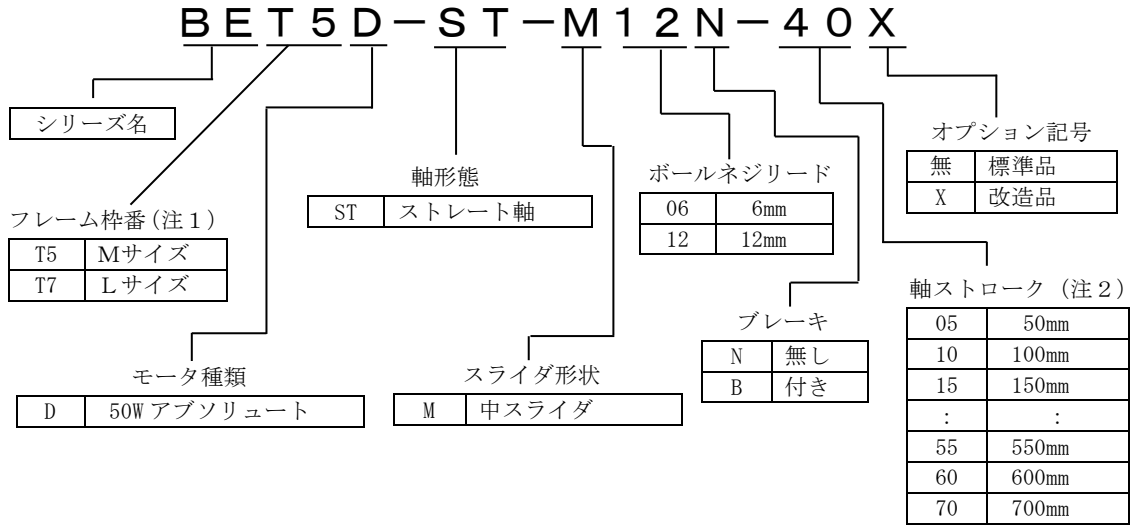 ＢＥＴ５Ｄ－ＳＴ－Ｍ１２Ｎ－４０Ｘ
シリーズ名
フレーム枠番(注１)
T5 Ｍサイズ
T7 Ｌサイズ
モータ種類
D 50Wアブソリュート
軸形態
ST ストレート軸
スライダ形状
M 中スライダ
ボールネジリード
06 6mm
12 12mm
ブレーキ
N 無し
B 付き
オプション記号
無 標準品
X 改造品
軸ストローク（注２）
05 50mm
10 100mm
15 150mm
: :
55 550mm
60 600mm
70 700mm